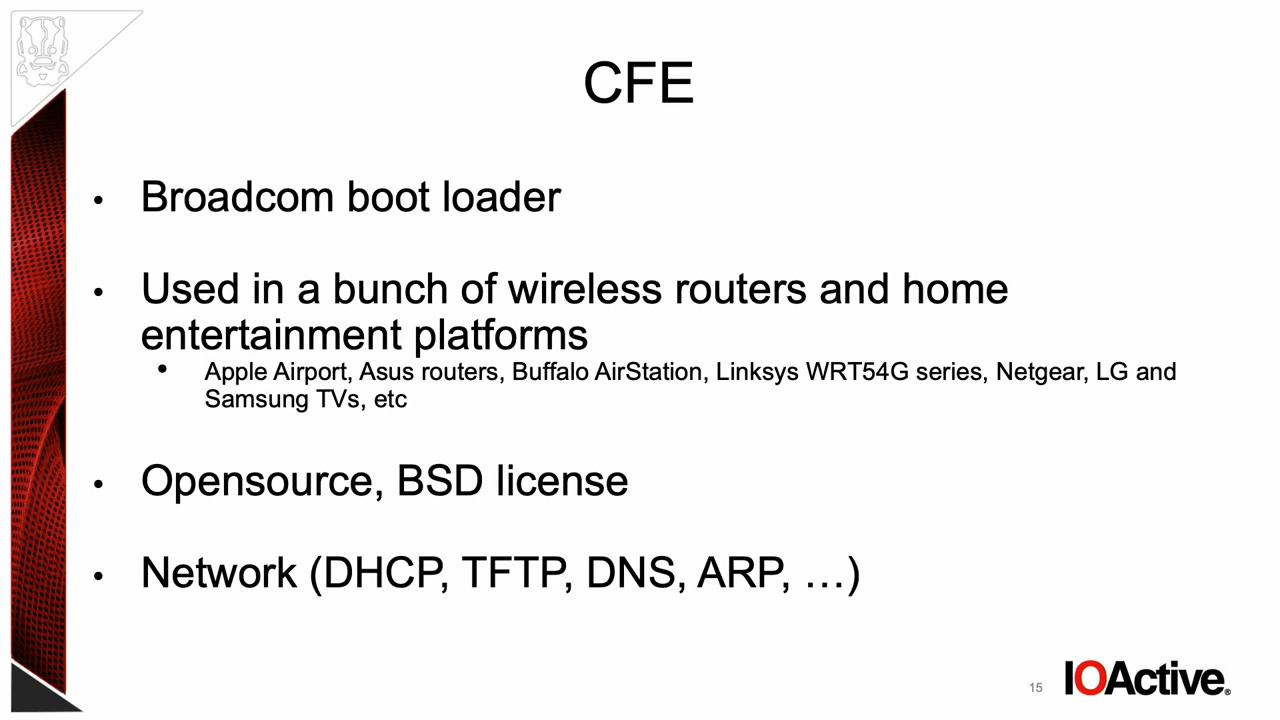 CFE
• Broadcom boot loader
• Used in a bunch of wireless routers and home
entertainment platforms
• Apple Airport, Asus routers, Buffalo AirStation, Linksys WRT54G series, Netgear, LG and
Samsung TVs, etc
• Opensource, BSD license
• Network (DHCP, TFTP, DNS, ARP, …)
15
IOActive®